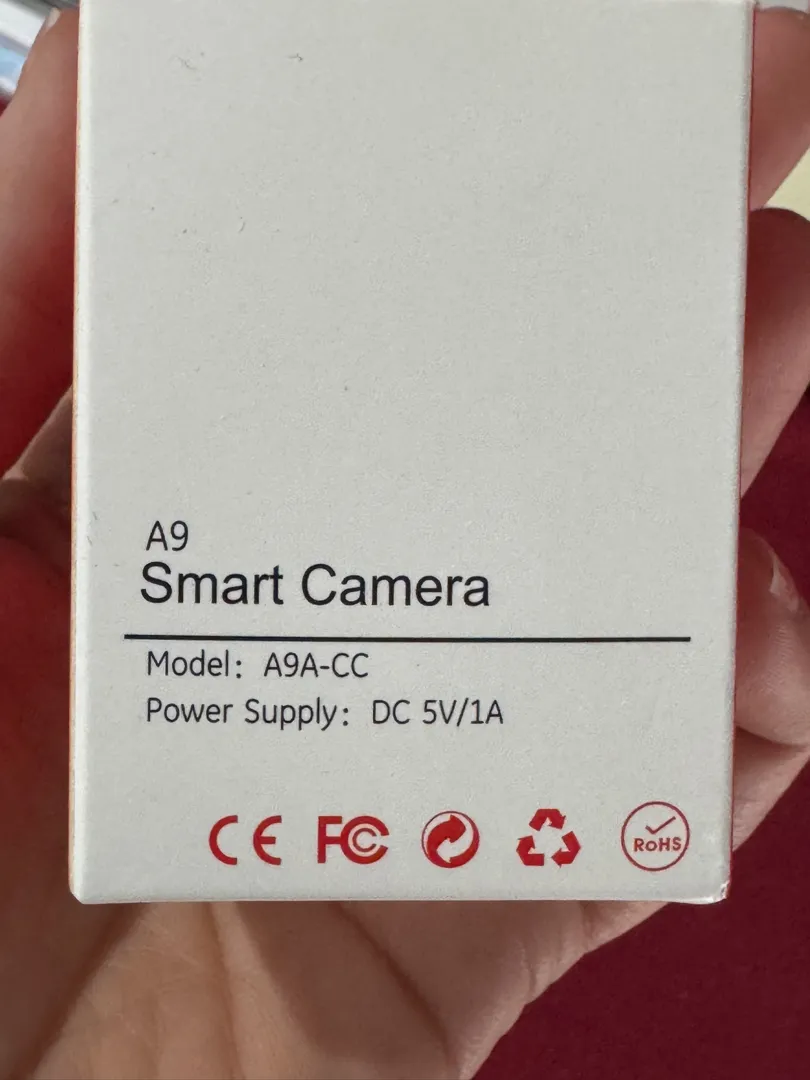 A9
Smart Camera
Model: A9A-CC
Power Supply: DC 5V/1A
CE FC RoHS